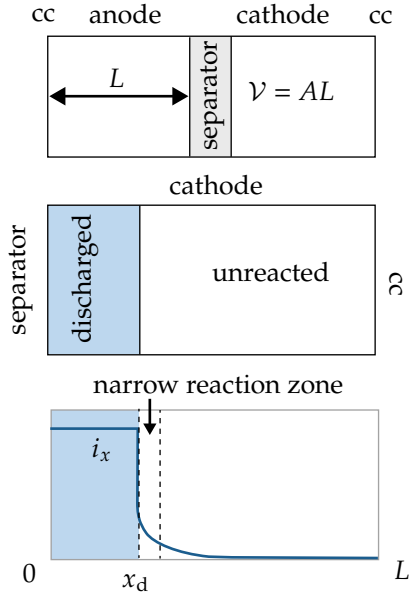 cc anode cathode cc
L
separator
𝒱 = AL
cathode
separator
discharged
unreacted
cc
narrow reaction zone
i_x
0 x_d L